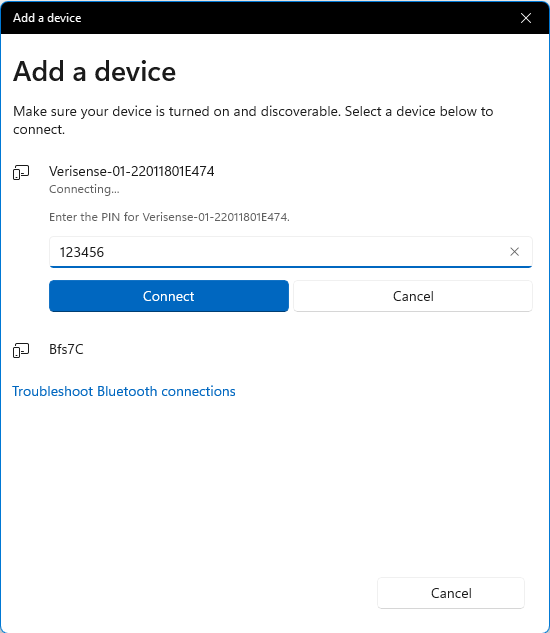 Add a device
Add a device
Make sure your device is turned on and discoverable. Select a device below to
connect.
Verisense-01-22011801E474
Connecting...
Enter the PIN for Verisense-01-22011801E474.
123456
Connect
Cancel
Bfs7C
Troubleshoot Bluetooth connections
Cancel